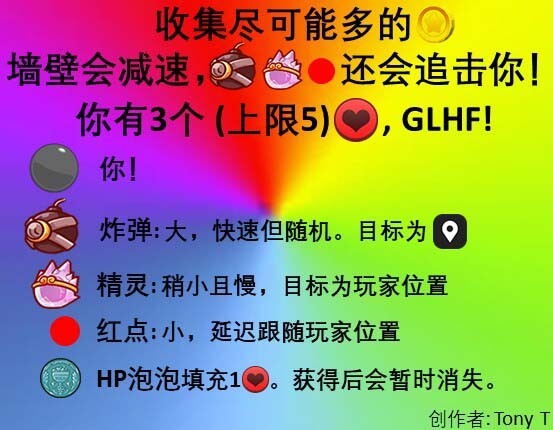 收集尽可能多的
墙壁会减速，还会追击你！
你有3个 (上限5)，GLHF!
你！
炸弹: 大，快速但随机。目标为
精灵: 稍小且慢，目标为玩家位置
红点: 小，延迟跟随玩家位置
HP泡泡填充1。获得后会暂时消失。
创作者: Tony T